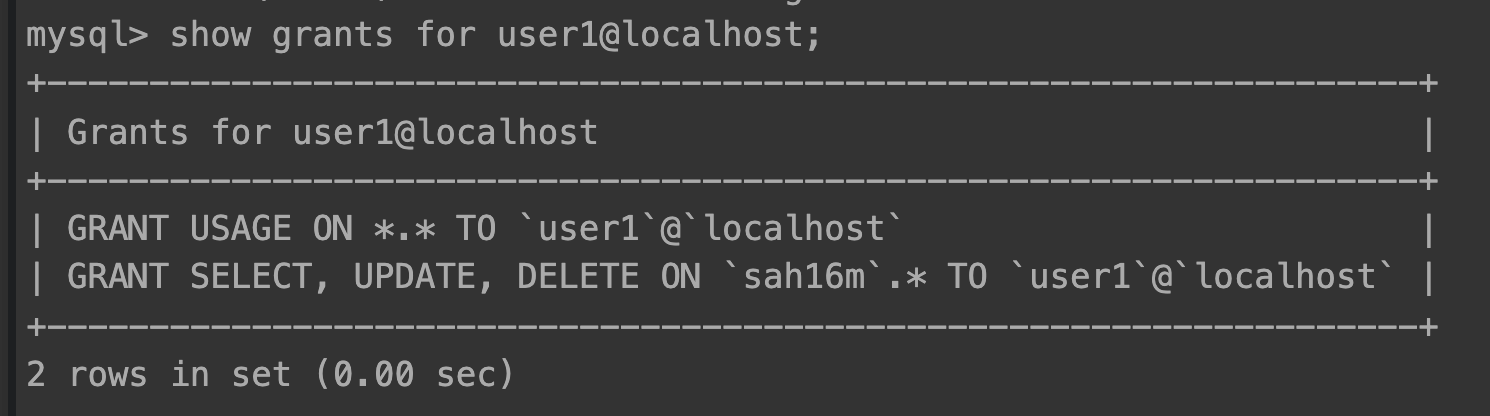 mysql> show grants for user1@localhost;
+-------------------------------------------------------------------+
| Grants for user1@localhost                                        |
+-------------------------------------------------------------------+
| GRANT USAGE ON *.* TO `user1`@`localhost`                         |
| GRANT SELECT, UPDATE, DELETE ON `sah16m`.* TO `user1`@`localhost` |
+-------------------------------------------------------------------+
2 rows in set (0.00 sec)